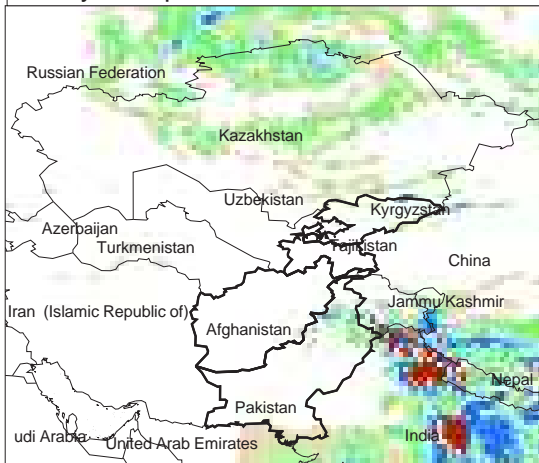 Russian Federation
Kazakhstan
Uzbekistan
Kyrgyzstan
Azerbaijan
Turkmenistan
Tajikistan
China
Iran (Islamic Republic of)
Jammu Kashmir
Afghanistan
Nepal
Pakistan
udi Arabia
United Arab Emirates
India